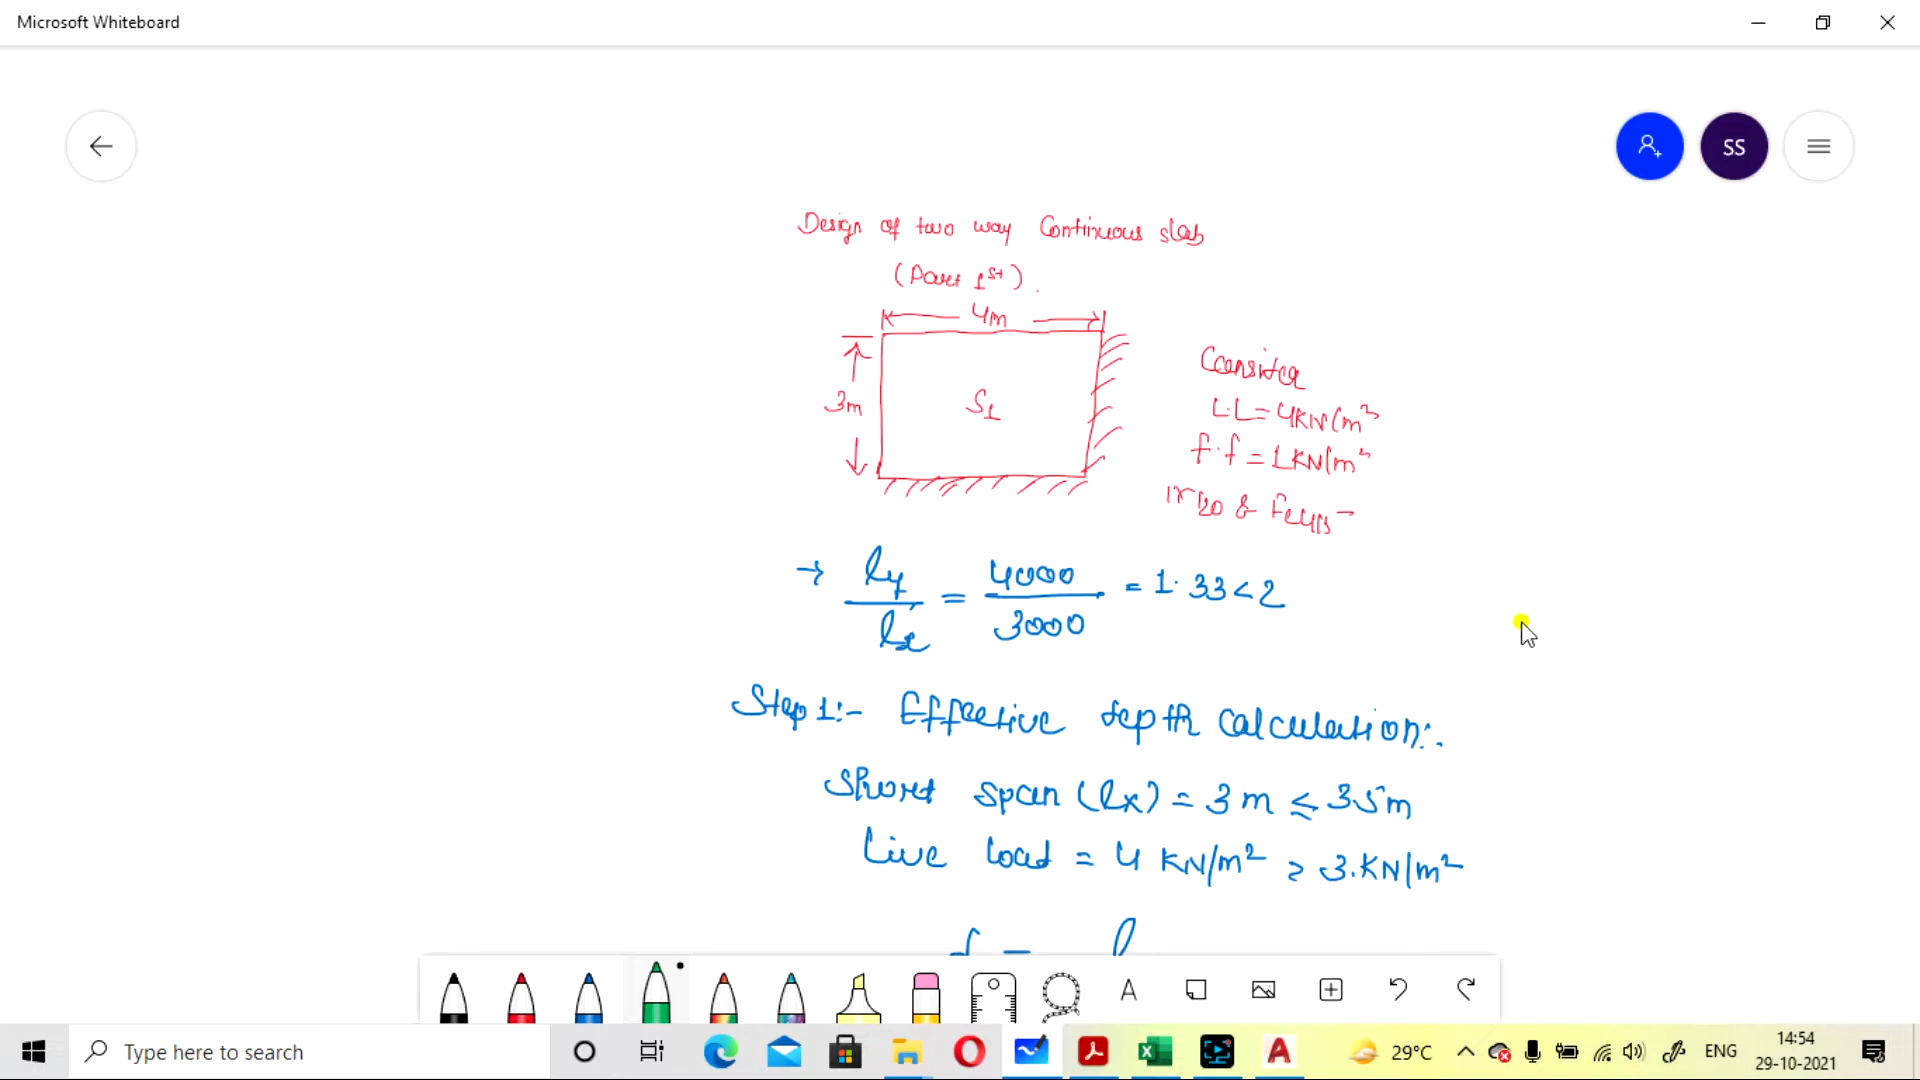 Microsoft Whiteboard
SS
Design of two way Continuous slab
(Part 1st).
4m
3m
S1
Consider
L.L = 4KN/m2
f.f = 1KN/m2
M20 & Fe415
→ ly/lx = 4000/3000 = 1.33 < 2
Step 1:- Effective depth calculation:.
Short span (lx) = 3 m ≤ 3.5m
Live load = 4 KN/m2 > 3.KN/m2
d = l
A
Type here to search
29°C
ENG
14:54
29-10-2021